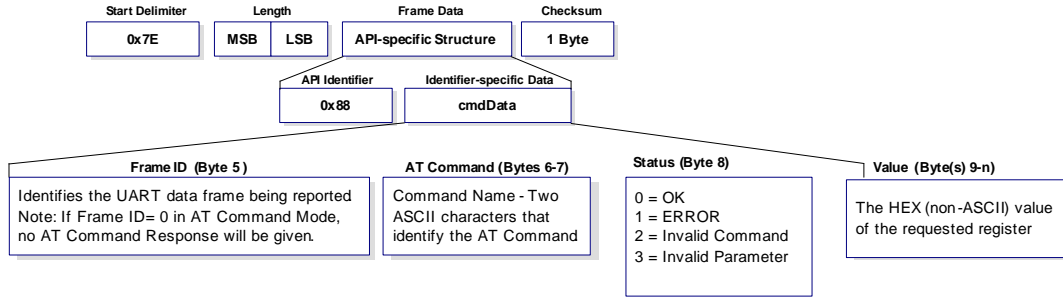 Start Delimiter Length Frame Data Checksum
0x7E MSB LSB API-specific Structure 1 Byte
API Identifier Identifier-specific Data
0x88 cmdData
Frame ID (Byte 5 )
Identifies the UART data frame being reported.
Note: If Frame ID= 0 in AT Command Mode,
no AT Command Response will be given.
AT Command (Bytes 6-7)
Command Name - Two
ASCII characters that
identify the AT Command
Status (Byte 8)
0 = OK
1 = ERROR
2 = Invalid Command
3 = Invalid Parameter
Value (Byte(s) 9-n)
The HEX (non-ASCII) value
of the requested register